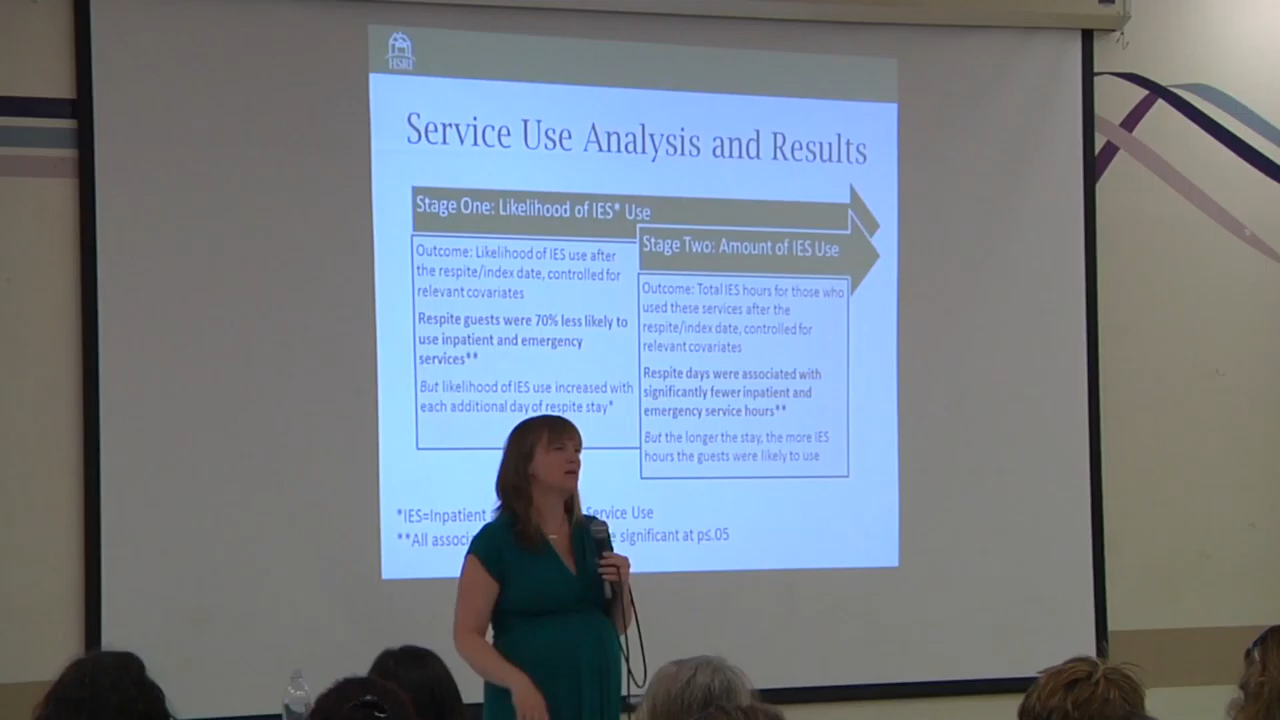 HSRI
Service Use Analysis and Results
Stage One: Likelihood of IES* Use
Outcome: Likelihood of IES use after
the respite/index date, controlled for
relevant covariates
Respite guests were 70% less likely to
use inpatient and emergency
services**
But likelihood of IES use increased with
each additional day of respite stay*
Stage Two: Amount of IES Use
Outcome: Total IES hours for those who
used these services after the
respite/index date, controlled for
relevant covariates
Respite days were associated with
significantly fewer inpatient and
emergency service hours**
But the longer the stay, the more IES
hours the guests were likely to use
*IES=Inpatient Service Use
**All significant at p≤.05